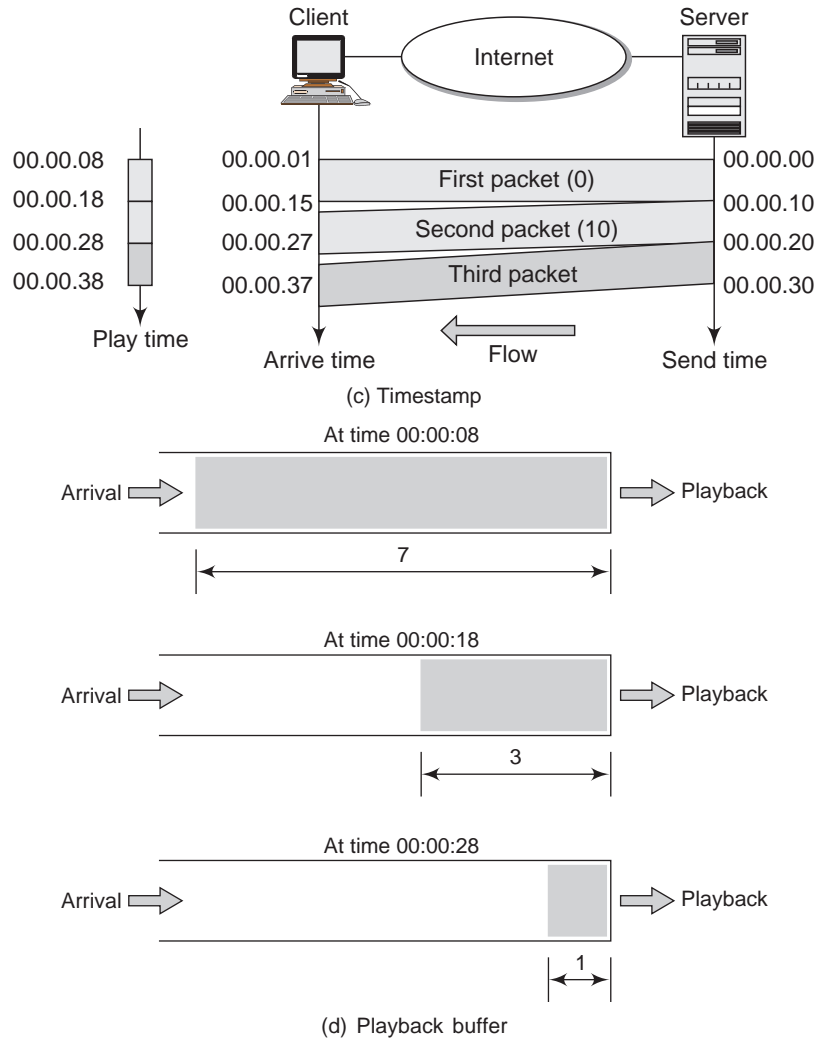 Client
Server
Internet
00.00.08
00.00.18
00.00.28
00.00.38
Play time
00.00.01
00.00.15
00.00.27
00.00.37
Arrive time
First packet (0)
Second packet (10)
Third packet
Flow
00.00.00
00.00.10
00.00.20
00.00.30
Send time
(c) Timestamp
At time 00:00:08
Arrival
Playback
7
At time 00:00:18
Arrival
Playback
3
At time 00:00:28
Arrival
Playback
1
(d) Playback buffer